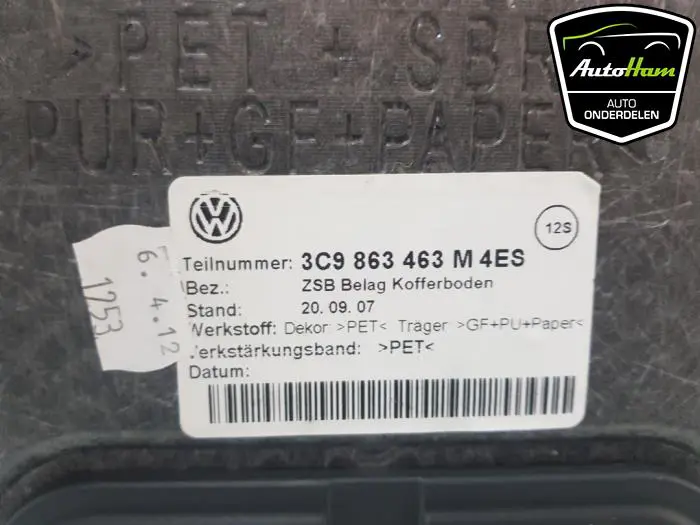 >PET + SBR
PUR+GF+PAPER<
AutoHam
AUTO
ONDERDELEN
12S
Teilnummer: 3C9 863 463 M 4ES
Bez.: ZSB Belag Kofferboden
Stand: 20. 09. 07
Werkstoff: Dekor: >PET< Träger: >GF+PU+Paper<
Verkstärkungsband: >PET<
Datum:
6. 4. 12
1253